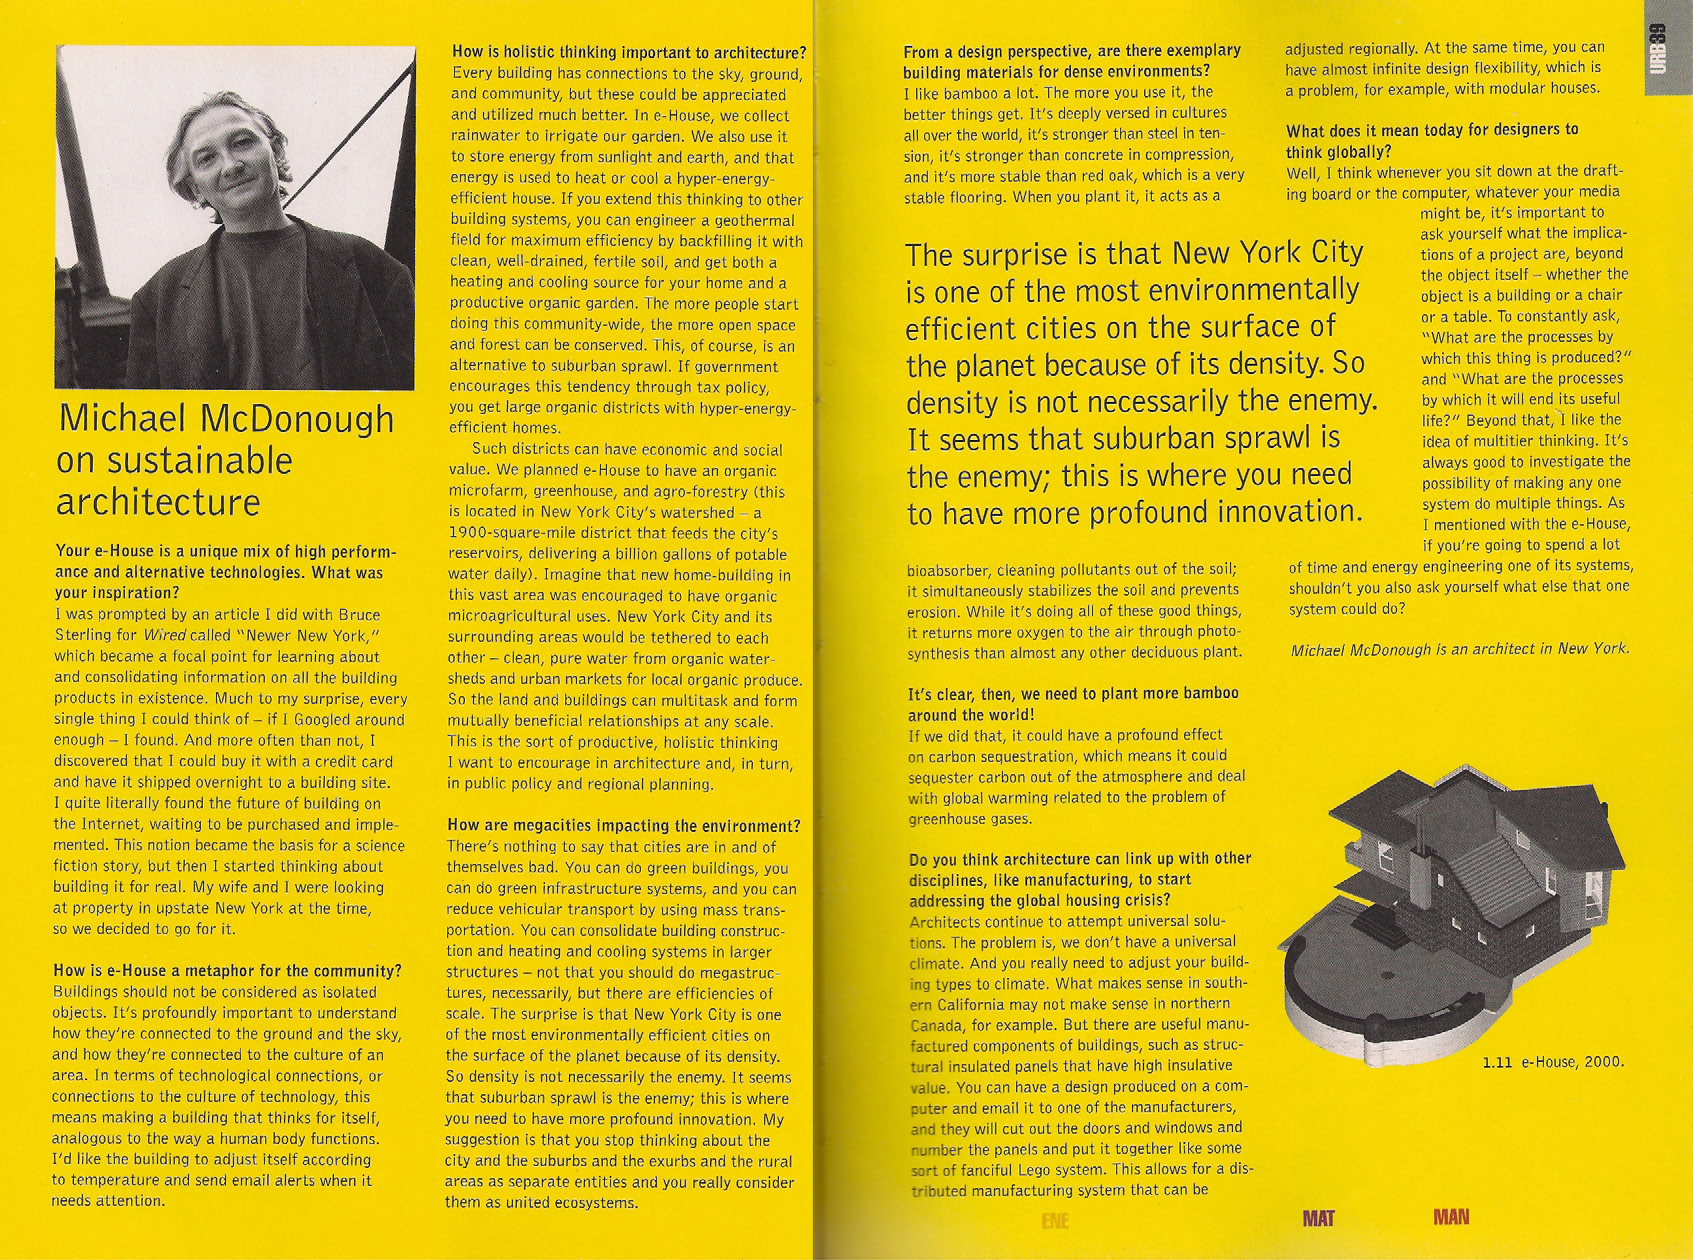 Michael McDonough
on sustainable
architecture
Your e-House is a unique mix of high perform-
ance and alternative technologies. What was
your inspiration?
I was prompted by an article I did with Bruce
Sterling for Wired called “Newer New York,”
which became a focal point for learning about
and consolidating information on all the building
products in existence. Much to my surprise, every
single thing I could think of – if I Googled around
enough – I found. And more often than not, I
discovered that I could buy it with a credit card
and have it shipped overnight to a building site.
I quite literally found the future of building on
the Internet, waiting to be purchased and imple-
mented. This notion became the basis for a science
fiction story, but then I started thinking about
building it for real. My wife and I were looking
at property in upstate New York at the time,
so we decided to go for it.
How is e-House a metaphor for the community?
Buildings should not be considered as isolated
objects. It’s profoundly important to understand
how they’re connected to the ground and the sky,
and how they’re connected to the culture of an
area. In terms of technological connections, or
connections to the culture of technology, this
means making a building that thinks for itself,
analogous to the way a human body functions.
I’d like the building to adjust itself according
to temperature and send email alerts when it
needs attention.
How is holistic thinking important to architecture?
Every building has connections to the sky, ground,
and community, but these could be appreciated
and utilized much better. In e-House, we collect
rainwater to irrigate our garden. We also use it
to store energy from sunlight and earth, and that
energy is used to heat or cool a hyper-energy-
efficient house. If you extend this thinking to other
building systems, you can engineer a geothermal
field for maximum efficiency by backfilling it with
clean, well-drained, fertile soil, and get both a
heating and cooling source for your home and a
productive organic garden. The more people start
doing this community-wide, the more open space
and forest can be conserved. This, of course, is an
alternative to suburban sprawl. If government
encourages this tendency through tax policy,
you get large organic districts with hyper-energy-
efficient homes.
Such districts can have economic and social
value. We planned e-House to have an organic
microfarm, greenhouse, and agro-forestry (this
is located in New York City’s watershed – a
1900-square-mile district that feeds the city’s
reservoirs, delivering a billion gallons of potable
water daily). Imagine that new home-building in
this vast area was encouraged to have organic
microagricultural uses. New York City and its
surrounding areas would be tethered to each
other – clean, pure water from organic water-
sheds and urban markets for local organic produce.
So the land and buildings can multitask and form
mutually beneficial relationships at any scale.
This is the sort of productive, holistic thinking
I want to encourage in architecture and, in turn,
in public policy and regional planning.
How are megacities impacting the environment?
There’s nothing to say that cities are in and of
themselves bad. You can do green buildings, you
can do green infrastructure systems, and you can
reduce vehicular transport by using mass trans-
portation. You can consolidate building construc-
tion and heating and cooling systems in larger
structures – not that you should do megastruc-
tures, necessarily, but there are efficiencies of
scale. The surprise is that New York City is one
of the most environmentally efficient cities on
the surface of the planet because of its density.
So density is not necessarily the enemy. It seems
that suburban sprawl is the enemy; this is where
you need to have more profound innovation. My
suggestion is that you stop thinking about the
city and the suburbs and the exurbs and the rural
areas as separate entities and you really consider
them as united ecosystems.
From a design perspective, are there exemplary
building materials for dense environments?
I like bamboo a lot. The more you use it, the
better things get. It’s deeply versed in cultures
all over the world, it’s stronger than steel in ten-
sion, it’s stronger than concrete in compression,
and it’s more stable than red oak, which is a very
stable flooring. When you plant it, it acts as a
The surprise is that New York City
is one of the most environmentally
efficient cities on the surface of
the planet because of its density. So
density is not necessarily the enemy.
It seems that suburban sprawl is
the enemy; this is where you need
to have more profound innovation.
bioabsorber, cleaning pollutants out of the soil;
it simultaneously stabilizes the soil and prevents
erosion. While it’s doing all of these good things,
it returns more oxygen to the air through photo-
synthesis than almost any other deciduous plant.
It’s clear, then, we need to plant more bamboo
around the world!
If we did that, it could have a profound effect
on carbon sequestration, which means it could
sequester carbon out of the atmosphere and deal
with global warming related to the problem of
greenhouse gases.
Do you think architecture can link up with other
disciplines, like manufacturing, to start
addressing the global housing crisis?
Architects continue to attempt universal solu-
tions. The problem is, we don’t have a universal
climate. And you really need to adjust your build-
ing types to climate. What makes sense in south-
ern California may not make sense in northern
Canada, for example. But there are useful manu-
factured components of buildings, such as struc-
tural insulated panels that have high insulative
value. You can have a design produced on a com-
puter and email it to one of the manufacturers,
and they will cut out the doors and windows and
number the panels and put it together like some
sort of fanciful Lego system. This allows for a dis-
tributed manufacturing system that can be
adjusted regionally. At the same time, you can
have almost infinite design flexibility, which is
a problem, for example, with modular houses.
What does it mean today for designers to
think globally?
Well, I think whenever you sit down at the draft-
ing board or the computer, whatever your media
might be, it’s important to
ask yourself what the implica-
tions of a project are, beyond
the object itself – whether the
object is a building or a chair
or a table. To constantly ask,
“What are the processes by
which this thing is produced?”
and “What are the processes
by which it will end its useful
life?” Beyond that, I like the
idea of multitier thinking. It’s
always good to investigate the
possibility of making any one
system do multiple things. As
I mentioned with the e-House,
if you’re going to spend a lot
of time and energy engineering one of its systems,
shouldn’t you also ask yourself what else that one
system could do?
Michael McDonough is an architect in New York.
1.11 e-House, 2000.
URB39
ENE
MAT
MAN